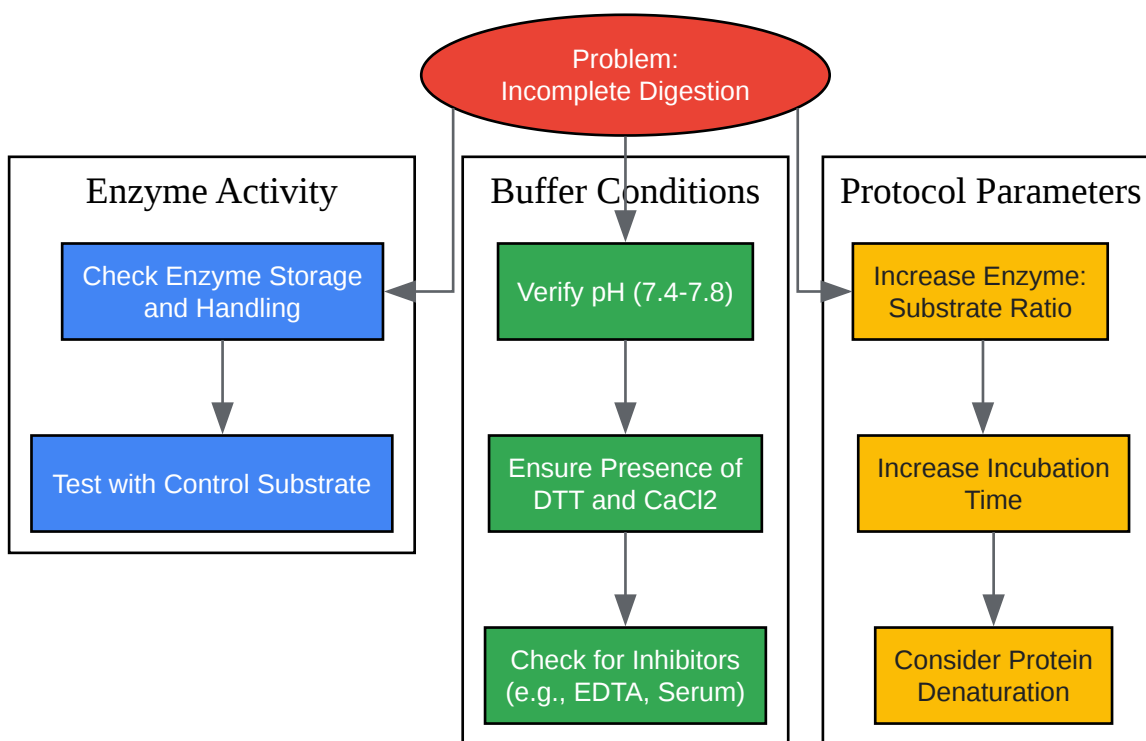 Problem:
Incomplete Digestion
Enzyme Activity
Check Enzyme Storage
and Handling
Test with Control Substrate
Buffer Conditions
Verify pH (7.4-7.8)
Ensure Presence of
DTT and CaCl2
Check for Inhibitors
(e.g., EDTA, Serum)
Protocol Parameters
Increase Enzyme:
Substrate Ratio
Increase Incubation
Time
Consider Protein
Denaturation